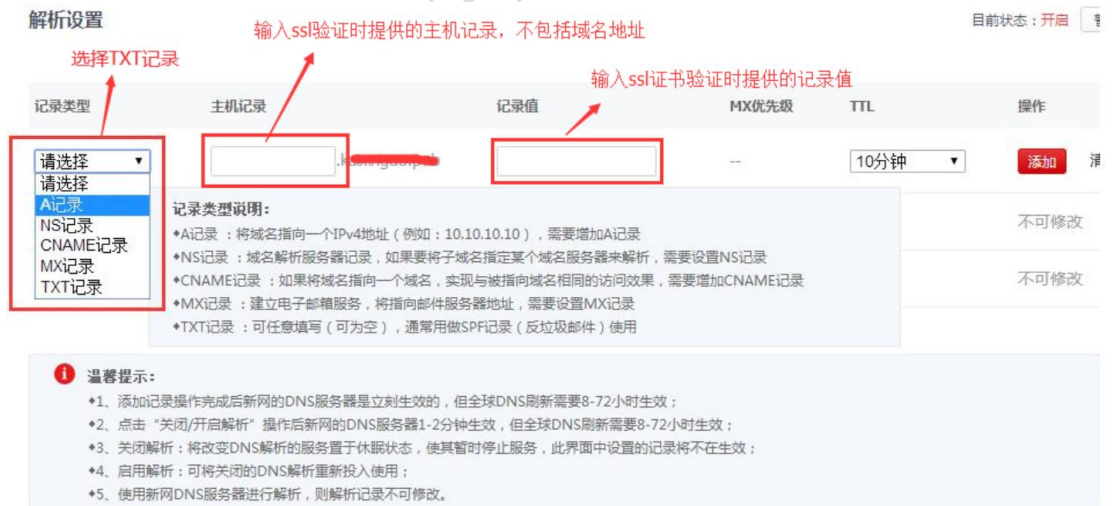 解析设置
目前状态：开启
输入ssl验证时提供的主机记录，不包括域名地址
选择TXT记录
输入ssl证书验证时提供的记录值
记录类型 主机记录 记录值 MX优先级 TTL 操作
请选择 -- 10分钟 添加
请选择
A记录
NS记录
CNAME记录
MX记录
TXT记录
记录类型说明：
◆A记录 ：将域名指向一个IPv4地址（例如：10.10.10.10），需要增加A记录
◆NS记录 ：域名解析服务器记录，如果要将子域名指定某个域名服务器来解析，需要设置NS记录
◆CNAME记录 ：如果将域名指向一个域名，实现与被指向域名相同的访问效果，需要增加CNAME记录
◆MX记录 ：建立电子邮箱服务，将指向邮件服务器地址，需要设置MX记录
◆TXT记录 ：可任意填写（可为空），通常用做SPF记录（反垃圾邮件）使用
不可修改
不可修改
温馨提示：
◆1、添加记录操作完成后新网的DNS服务器是立刻生效的，但全球DNS刷新需要8-72小时生效；
◆2、点击“关闭/开启解析”操作后新网的DNS服务器1-2分钟生效，但全球DNS刷新需要8-72小时生效；
◆3、关闭解析：将改变DNS解析的服务置于休眠状态，使其暂时停止服务，此界面中设置的记录将不在生效；
◆4、启用解析：可将关闭的DNS解析重新投入使用；
◆5、使用新网DNS服务器进行解析，则解析记录不可修改。